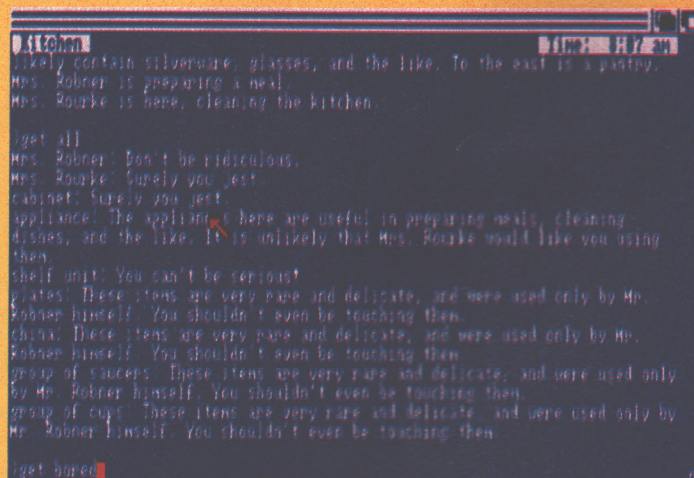 Kitchen
Time: am
likely contain silverware, glasses, and the like. To the east is a pantry.
Mrs. Robner is preparing a meal.
Mrs. Rourke is here, cleaning the kitchen.
>get all
Mrs. Robner: Don't be ridiculous.
Mrs. Rourke: Surely you jest.
cabinet: Surely you jest.
appliance: The appliances here are useful in preparing meals, cleaning
dishes, and the like. It is unlikely that Mrs. Rourke would like you using
them.
shelf unit: You can't be serious!
plates: These items are very rare and delicate, and were used only by Mr.
Robner himself. You shouldn't even be touching them.
china: These items are very rare and delicate, and were used only by Mr.
Robner himself. You shouldn't even be touching them.
group of saucers: These items are very rare and delicate, and were used only
by Mr. Robner himself. You shouldn't even be touching them.
group of cups: These items are very rare and delicate, and were used only by
Mr. Robner himself. You shouldn't even be touching them.
>get bored